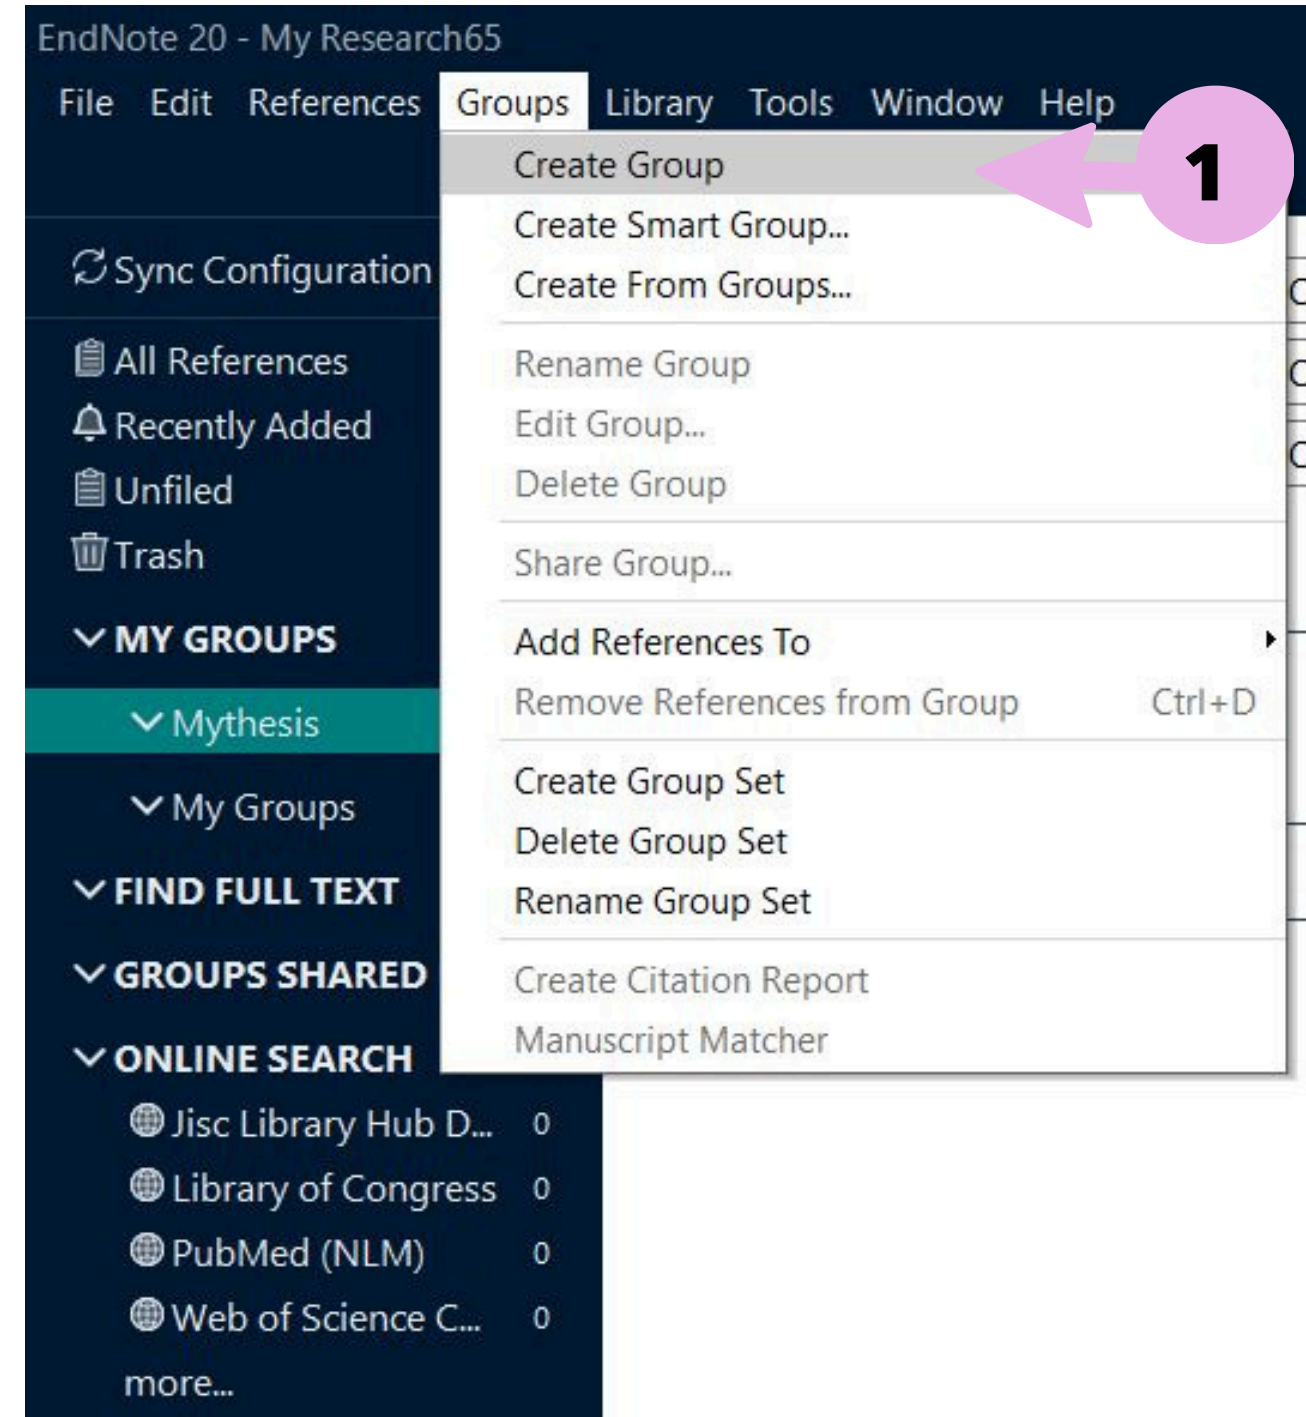 EndNote 20 - My Research65
File Edit References Groups Library Tools Window Help
Create Group
1
Create Smart Group...
Create From Groups...
Rename Group
Edit Group...
Delete Group
Share Group...
Add References To
Remove References from Group Ctrl+D
Create Group Set
Delete Group Set
Rename Group Set
Create Citation Report
Manuscript Matcher
Sync Configuration
All References
Recently Added
Unfiled
Trash
MY GROUPS
Mythesis
My Groups
FIND FULL TEXT
GROUPS SHARED
ONLINE SEARCH
Jisc Library Hub D... 0
Library of Congress 0
PubMed (NLM) 0
Web of Science C... 0
more...